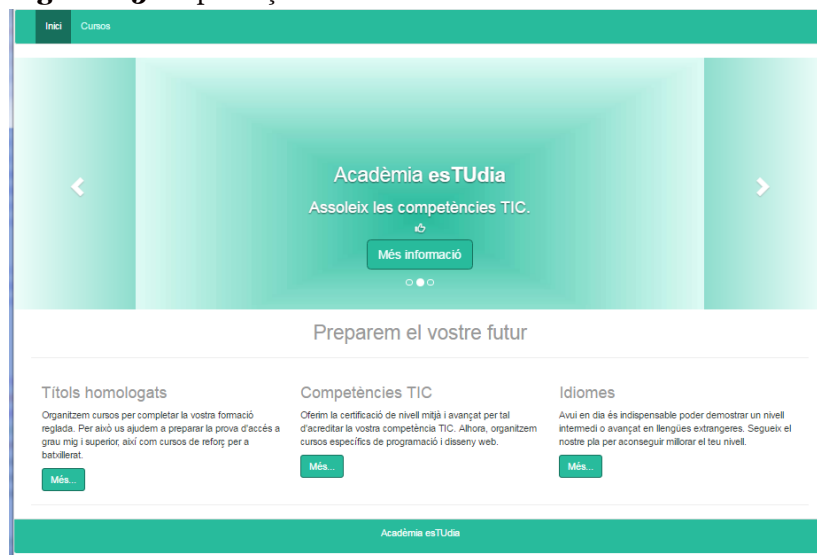 Inici Cursos
Acadèmia esTUdia
Assoleix les competències TIC.
Més informació
Preparem el vostre futur
Títols homologats
Organitzem cursos per completar la vostra formació
reglada. Per això us ajudem a preparar la prova d'accés a
grau mig i superior, així com cursos de reforç per a
batxillerat.
Més...
Competències TIC
Oferim la certificació de nivell mitjà i avançat per tal
d'acreditar la vostra competència TIC. Alhora, organitzem
cursos específics de programació i disseny web.
Més...
Idiomes
Avui en dia és indispensable poder demostrar un nivell
intermedi o avançat en llengües extrangeres. Segueix el
nostre pla per aconseguir millorar el teu nivell.
Més...
Acadèmia esTUdia